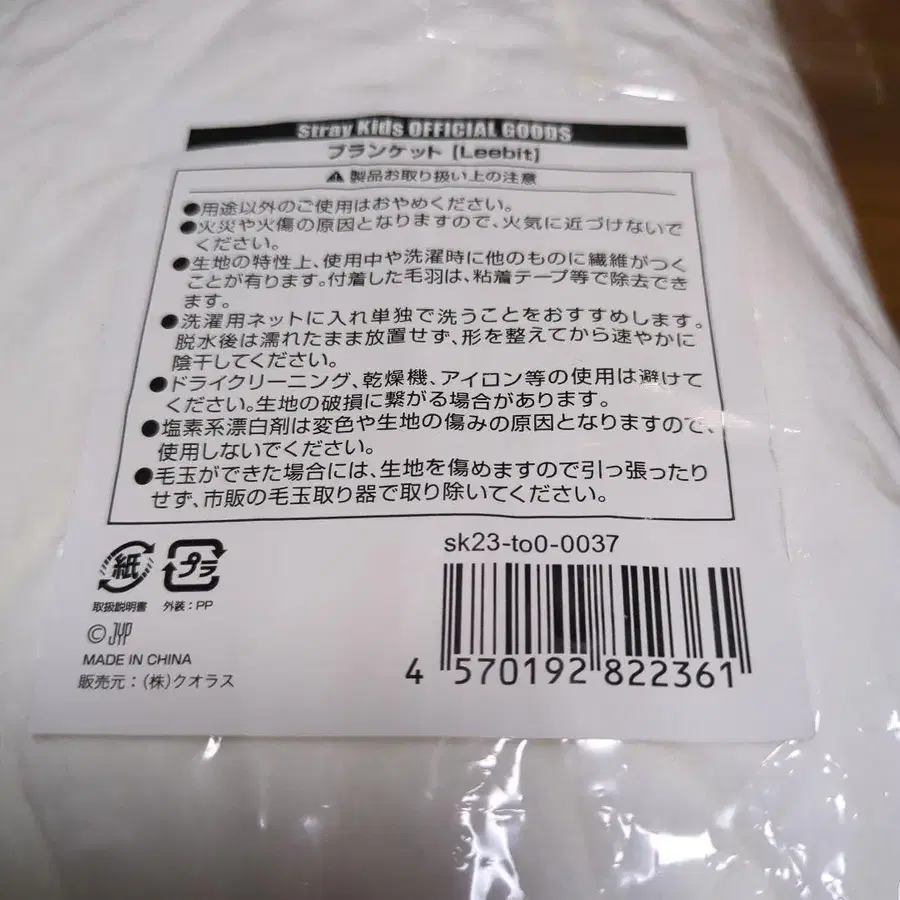 Stray Kids OFFICIAL GOODS
ブランケット【Leebit】
⚠ 製品お取り扱い上の注意
●用途以外のご使用はおやめください。
●火災や火傷の原因となりますので、火気に近づけないで
ください。
●生地の特性上、使用中や洗濯時に他のものに繊維がつく
ことが有ります。付着した毛羽は、粘着テープ等で除去でき
ます。
●洗濯用ネットに入れ単独で洗うことをおすすめします。
脱水後は濡れたまま放置せず、形を整えてから速やかに
陰干してください。
●ドライクリーニング、乾燥機、アイロン等の使用は避けて
ください。生地の破損に繋がる場合があります。
●塩素系漂白剤は変色や生地の傷みの原因となりますので、
使用しないでください。
●毛玉ができた場合には、生地を傷めますので引っ張ったり
せず、市販の毛玉取り器で取り除いてください。
sk23-to0-0037
紙 プラ
取扱説明書 外装：PP
©JYP
MADE IN CHINA
販売元：(株)クオラス
4 570192 822361